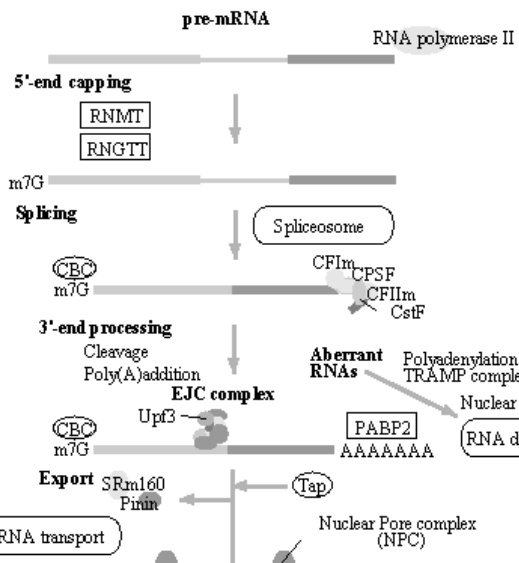 pre-mRNA
RNA polymerase II
5'-end capping
RNMT
RNGTT
m7G
Splicing
Spliceosome
CBC
m7G
CFIm
CPSF
CFIIm
CstF
3'-end processing
Cleavage
Poly(A)addition
Aberrant
RNAs
Polyadenylation
TRAMP comple
Nuclear
RNA d
EJC complex
Upf3
CBC
m7G
PABP2
AAAAAAA
Export
SRm160
Pinin
Tap
RNA transport
Nuclear Pore complex
(NPC)